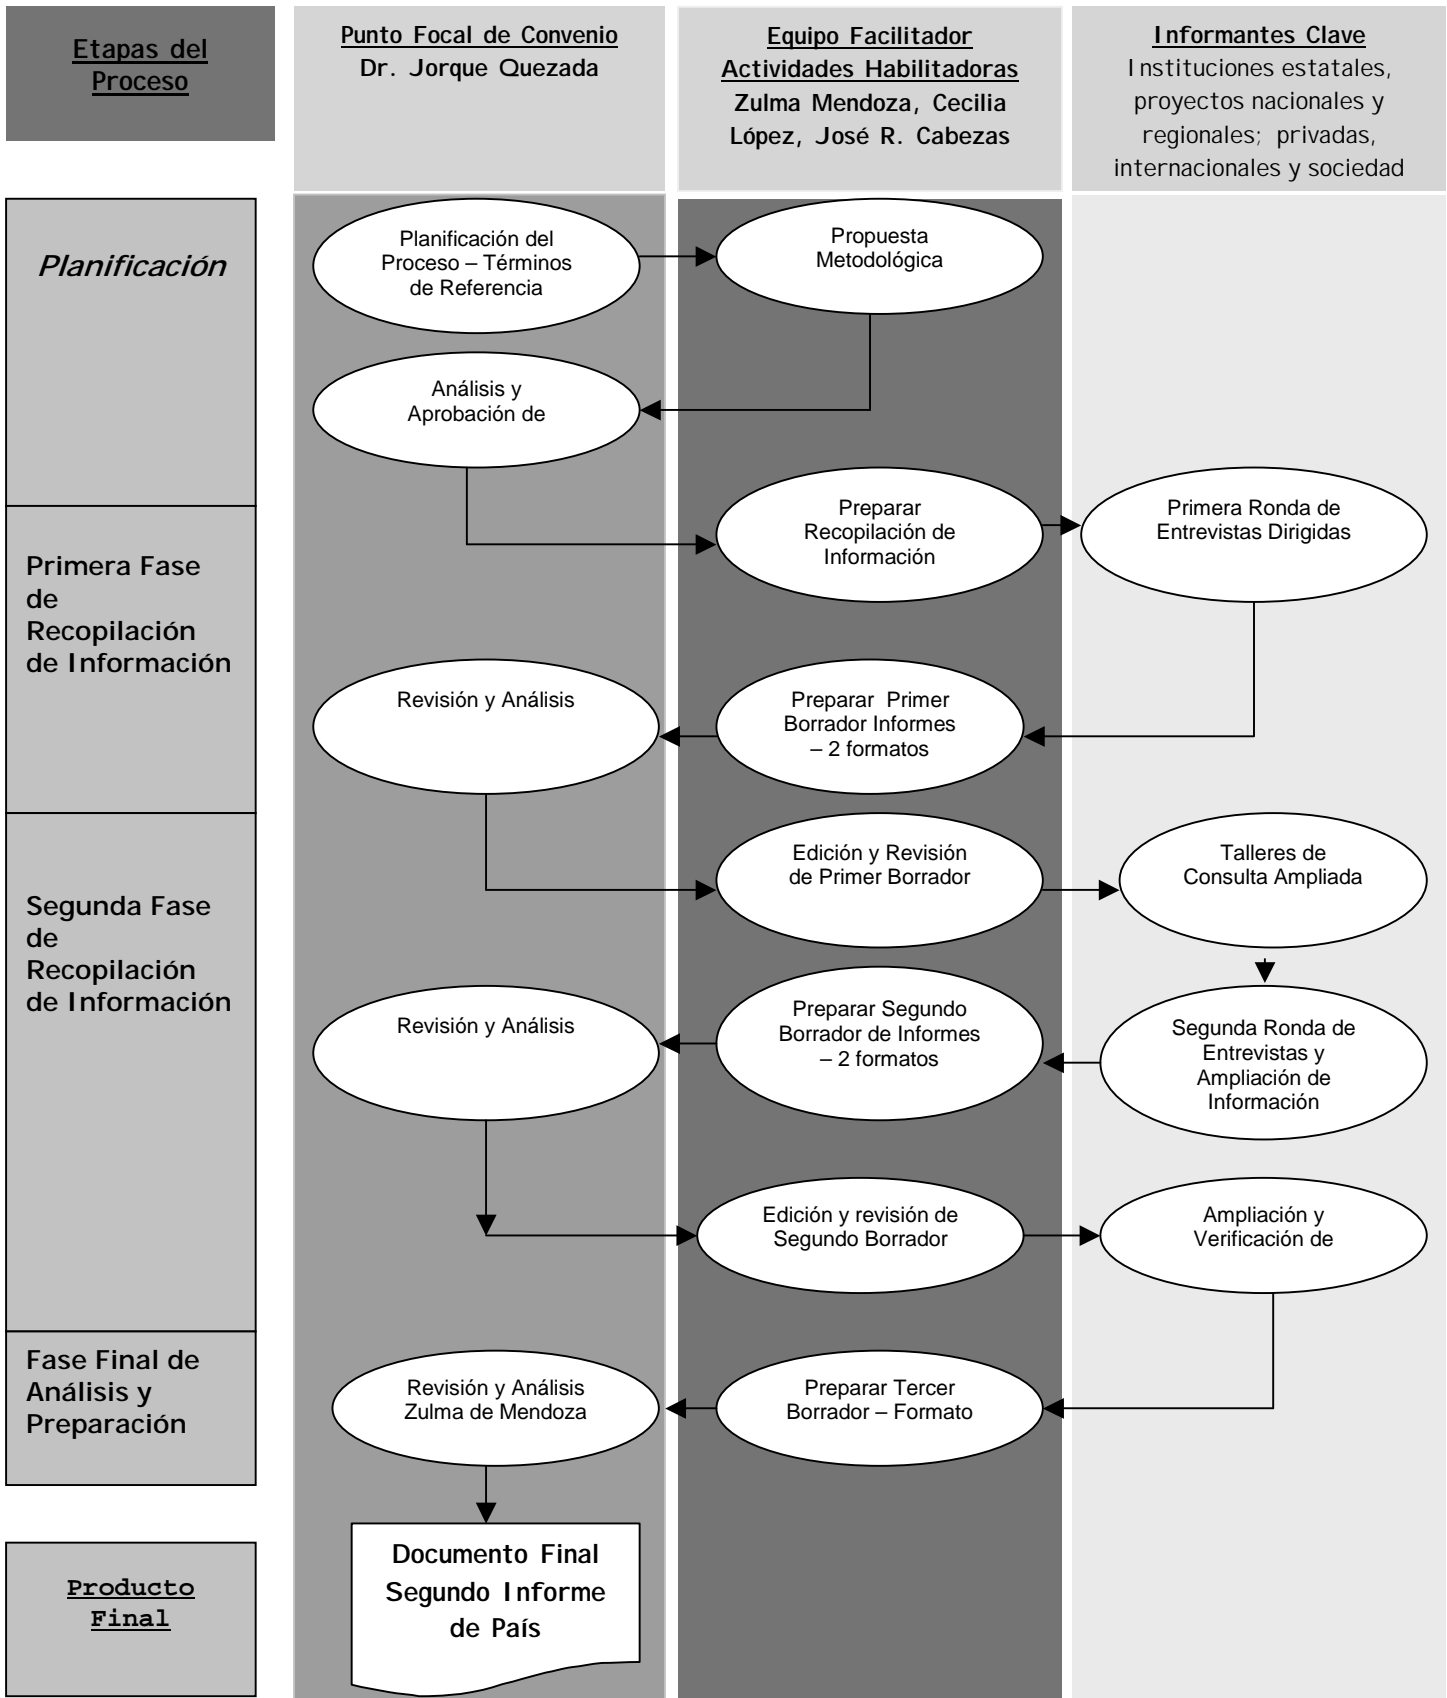 Etapas del
Proceso
Punto Focal de Convenio
Dr. Jorque Quezada
Equipo Facilitador
Actividades Habilitadoras
Zulma Mendoza, Cecilia
López, José R. Cabezas
Informantes Clave
Instituciones estatales,
proyectos nacionales y
regionales; privadas,
internacionales y sociedad
Planificación
Planificación del
Proceso – Términos
de Referencia
Propuesta
Metodológica
Análisis y
Aprobación de
Primera Fase
de
Recopilación
de Información
Preparar
Recopilación de
Información
Primera Ronda de
Entrevistas Dirigidas
Revisión y Análisis
Preparar Primer
Borrador Informes
– 2 formatos
Segunda Fase
de
Recopilación
de Información
Edición y Revisión
de Primer Borrador
Talleres de
Consulta Ampliada
Revisión y Análisis
Preparar Segundo
Borrador de Informes
– 2 formatos
Segunda Ronda de
Entrevistas y
Ampliación de
Información
Edición y revisión de
Segundo Borrador
Ampliación y
Verificación de
Fase Final de
Análisis y
Preparación
Revisión y Análisis
Zulma de Mendoza
Preparar Tercer
Borrador – Formato
Producto
Final
Documento Final
Segundo Informe
de País